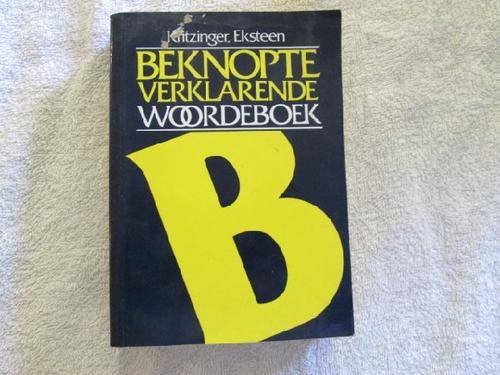 Kritzinger, Eksteen
BEKNOPTE
VERKLARENDE
WOORDEBOEK
B